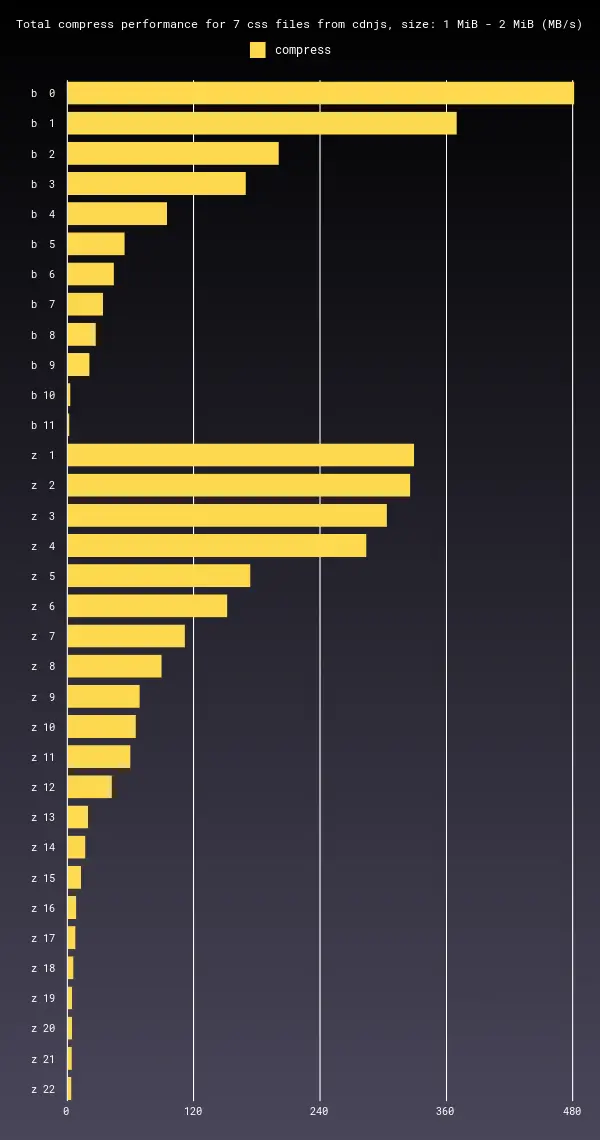 Total compress performance for 7 css files from cdnjs, size: 1 MiB - 2 MiB (MB/s)
compress
b 0
b 1
b 2
b 3
b 4
b 5
b 6
b 7
b 8
b 9
b 10
b 11
z 1
z 2
z 3
z 4
z 5
z 6
z 7
z 8
z 9
z 10
z 11
z 12
z 13
z 14
z 15
z 16
z 17
z 18
z 19
z 20
z 21
z 22
0 120 240 360 480